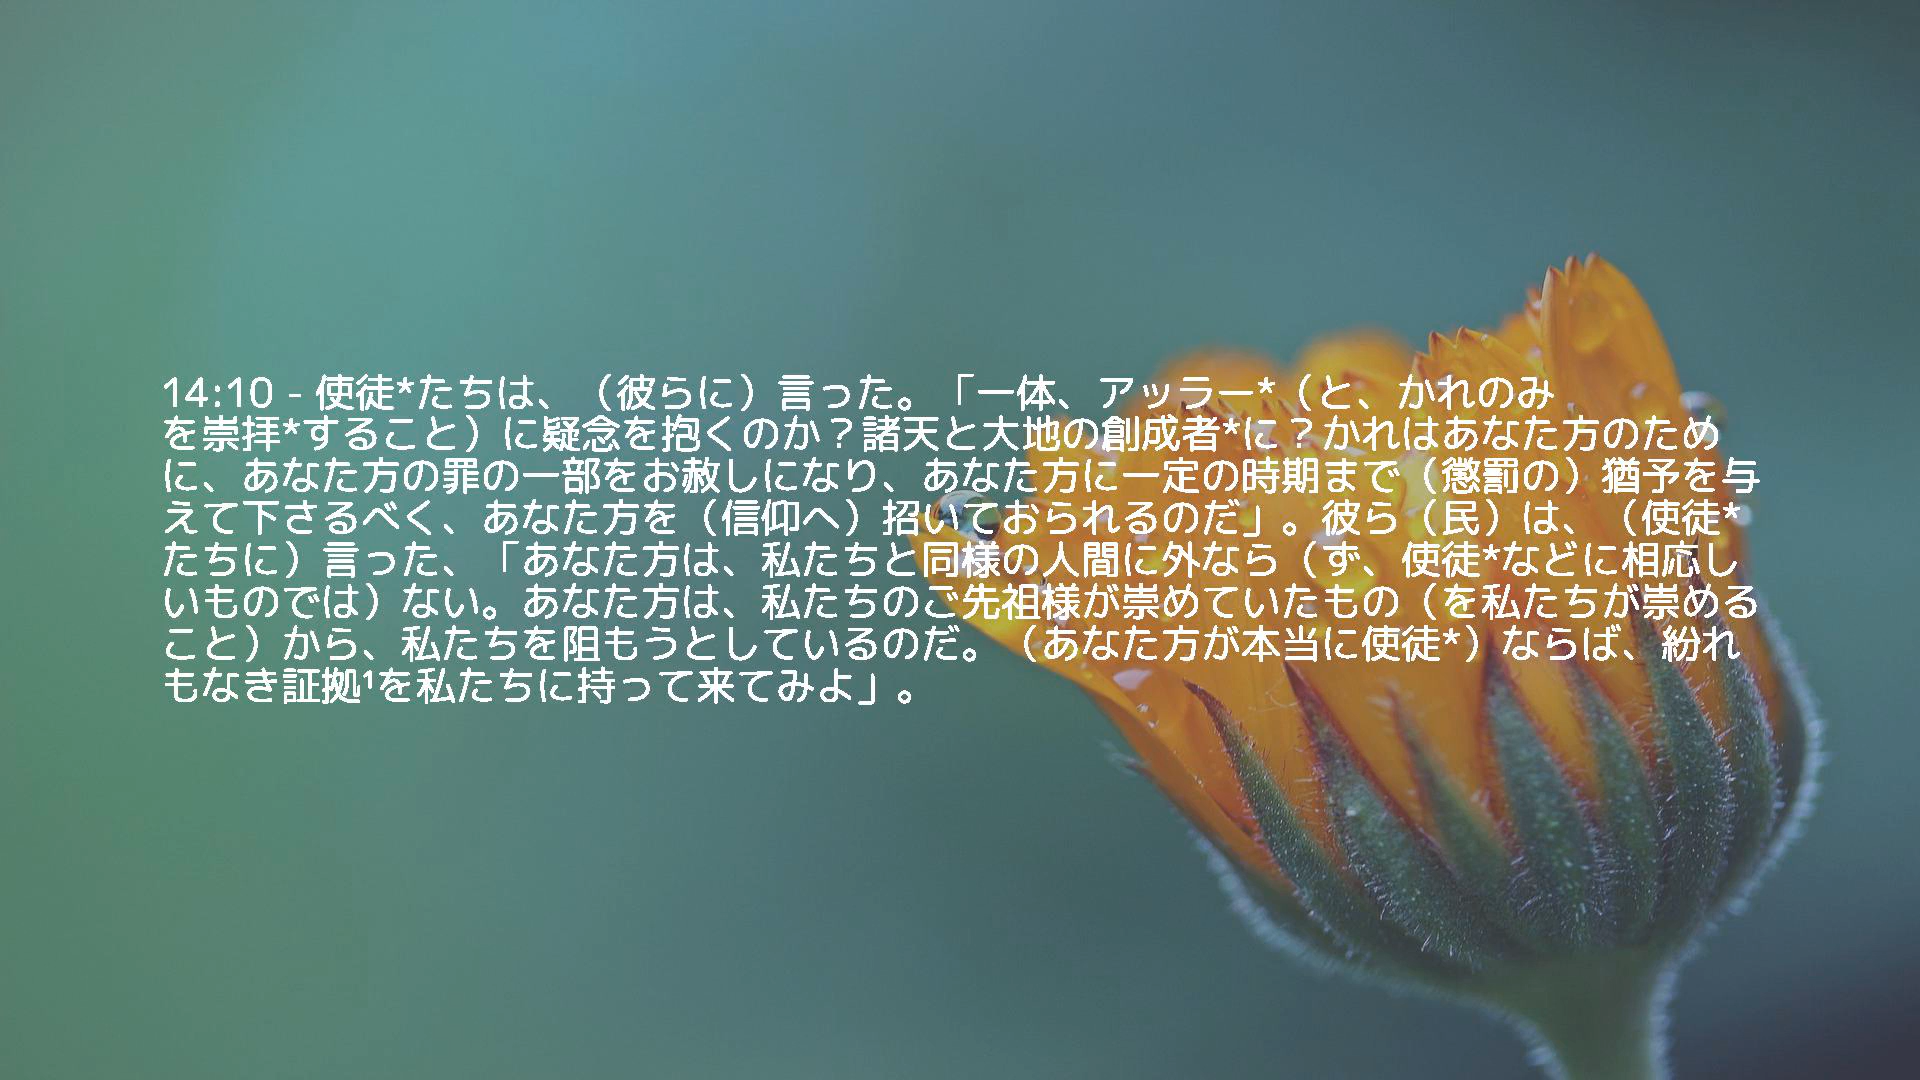 14:10 - 使徒*たちは、（彼らに）言った。「一体、アッラー*（と、かれのみ
を崇拝*すること）に疑念を抱くのか？諸天と大地の創成者*に？かれはあなた方のため
に、あなた方の罪の一部をお赦しになり、あなた方に一定の時期まで（懲罰の）猶予を与
えて下さるべく、あなた方を（信仰へ）招いておられるのだ」。彼ら（民）は、（使徒*
たちに）言った、「あなた方は、私たちと同様の人間に外なら（ず、使徒*などに相応し
いものでは）ない。あなた方は、私たちのご先祖様が崇めていたもの（を私たちが崇める
こと）から、私たちを阻もうとしているのだ。（あなた方が本当に使徒*）ならば、紛れ
もなき証拠¹を私たちに持って来てみよ」。